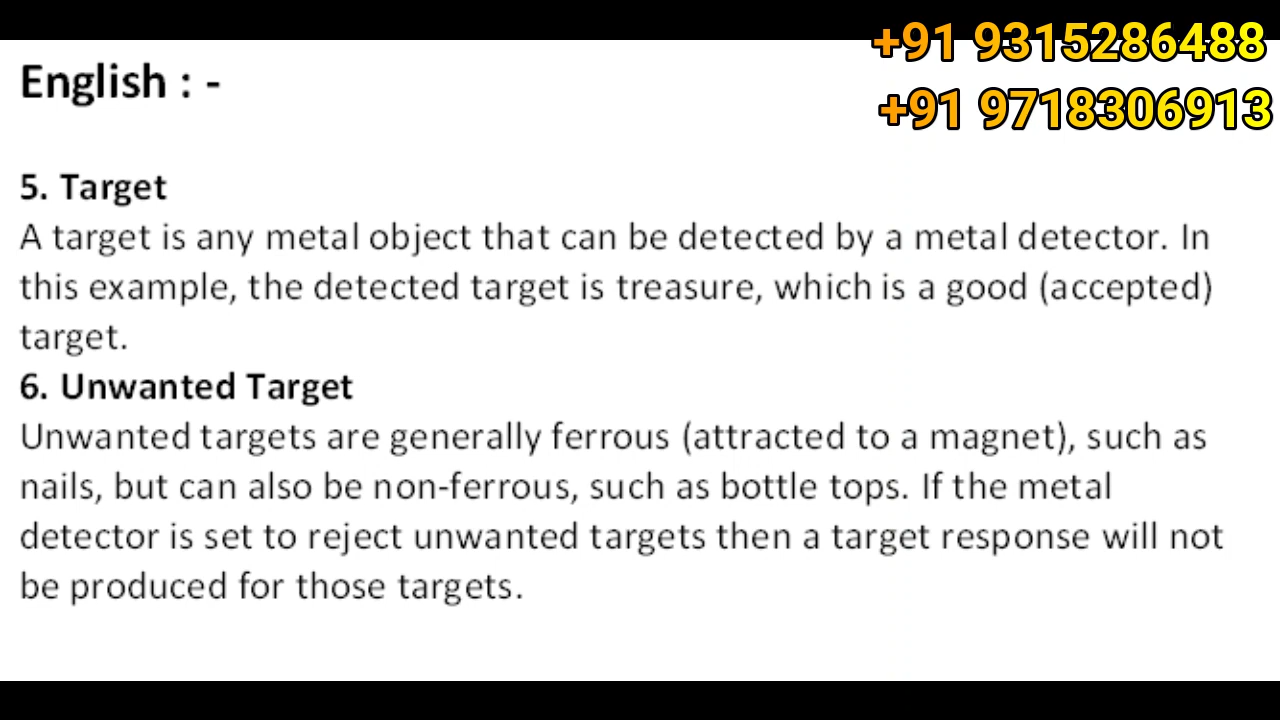 +91 9315286488
English : -
+91 9718306913
5. Target
A target is any metal object that can be detected by a metal detector. In
this example, the detected target is treasure, which is a good (accepted)
target.
6. Unwanted Target
Unwanted targets are generally ferrous (attracted to a magnet), such as
nails, but can also be non-ferrous, such as bottle tops. If the metal
detector is set to reject unwanted targets then a target response will not
be produced for those targets.